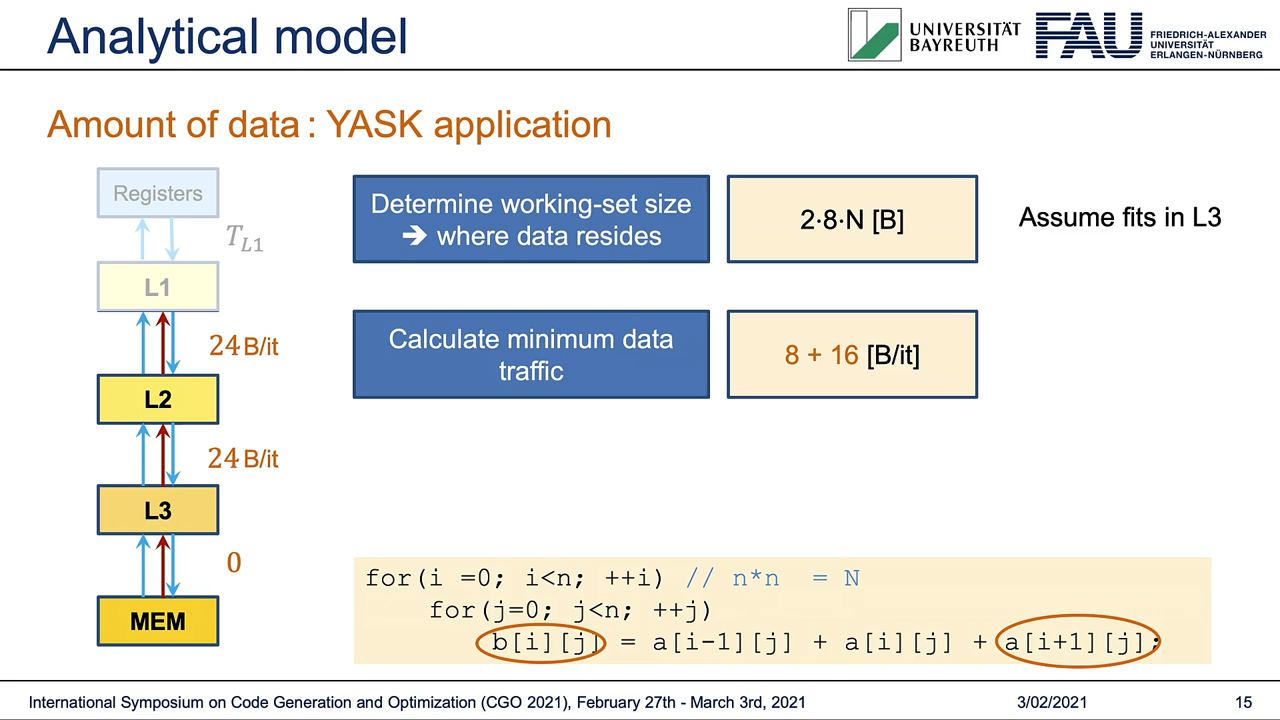 Analytical model
UNIVERSITÄT
BAYREUTH
FAU
FRIEDRICH-ALEXANDER
UNIVERSITÄT
ERLANGEN-NÜRNBERG
Amount of data : YASK application
Registers
T_{L1}
L1
24 B/it
L2
24 B/it
L3
0
MEM
Determine working-set size
➔ where data resides
2·8·N [B]
Assume fits in L3
Calculate minimum data
traffic
8 + 16 [B/it]
for(i =0; i<n; ++i) // n*n  = N
for(j=0; j<n; ++j)
b[i][j] = a[i-1][j] + a[i][j] + a[i+1][j];
International Symposium on Code Generation and Optimization (CGO 2021), February 27th - March 3rd, 2021
3/02/2021
15